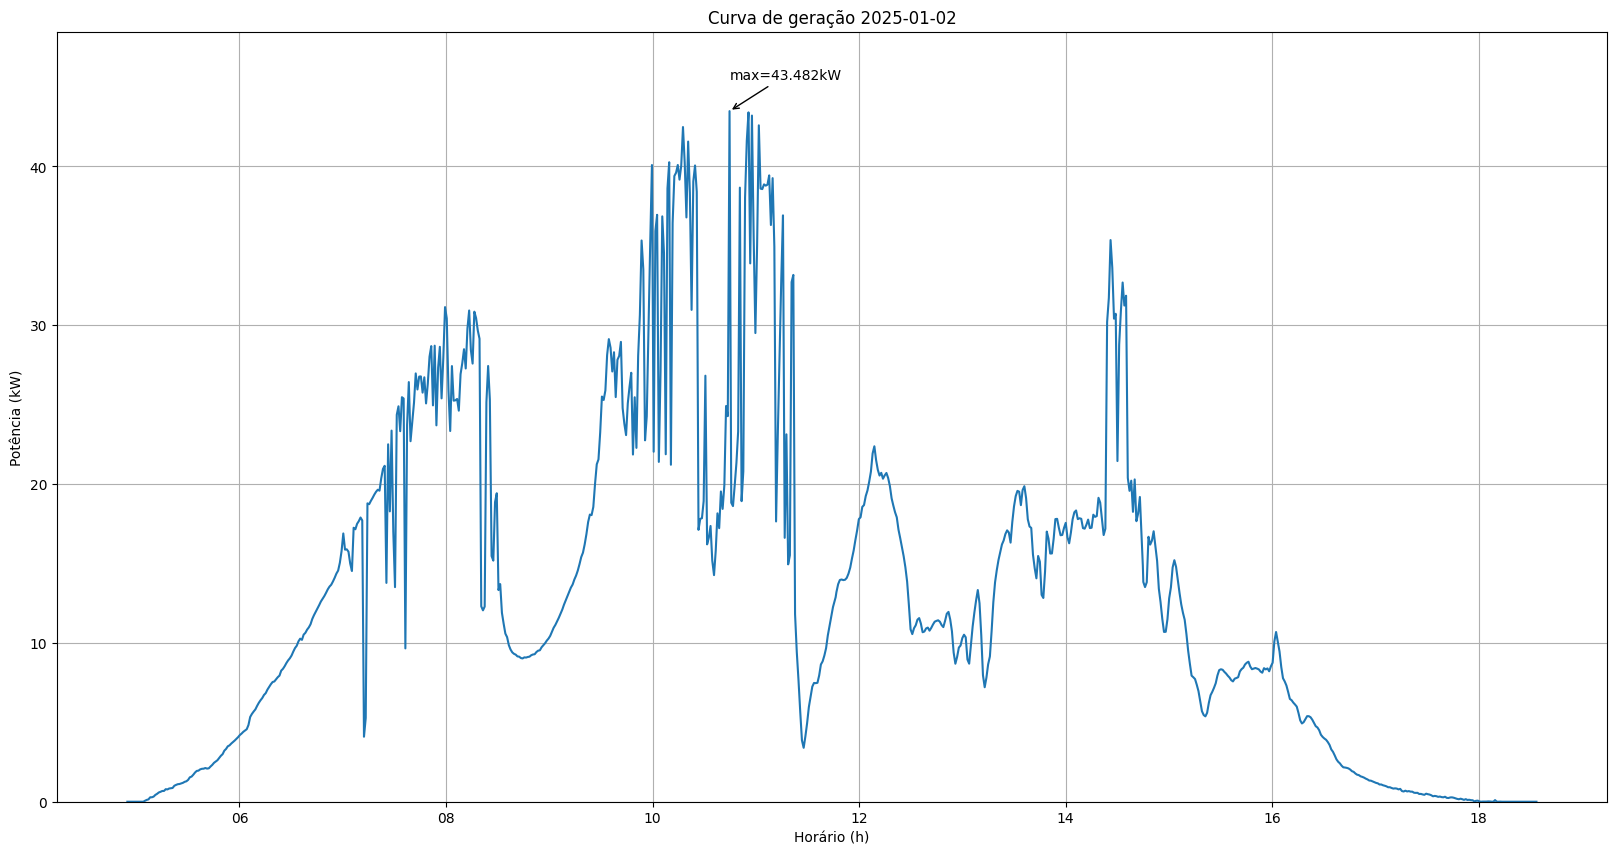 Curva de geração 2025-01-02
max=43.482kW
Potência (kW)
40
30
20
10
0
06 08 10 12 14 16 18
Horário (h)